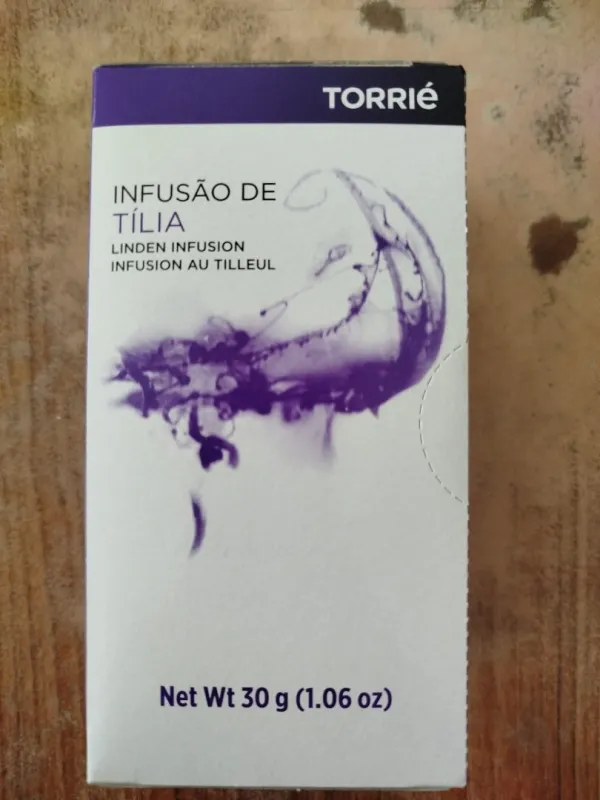 TORRIÉ
INFUSÃO DE
TÍLIA
LINDEN INFUSION
INFUSION AU TILLEUL
Net Wt 30 g (1.06 oz)